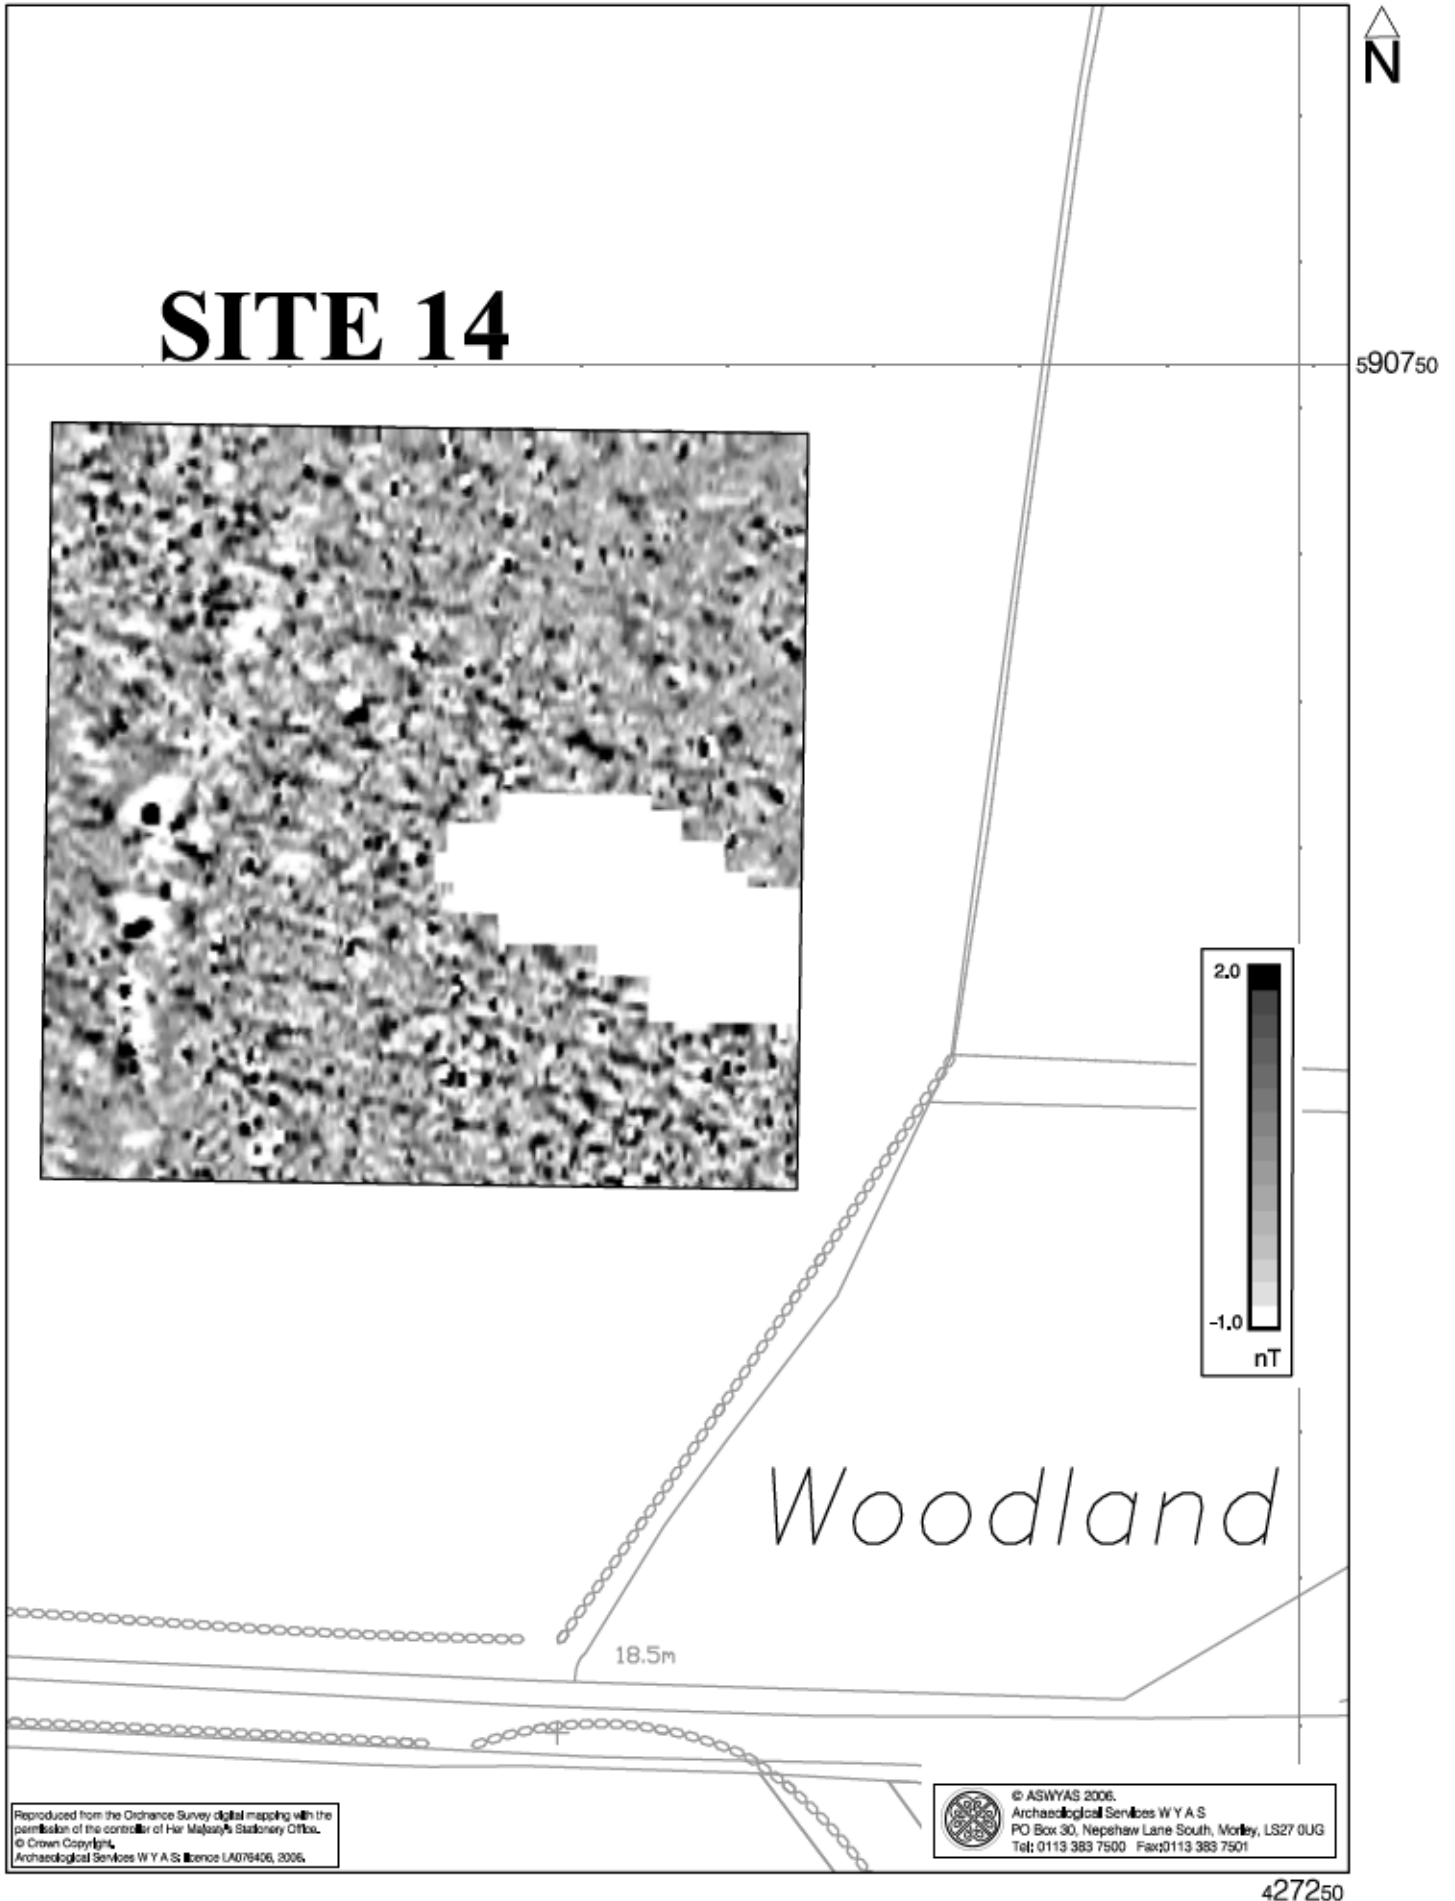 N
SITE 14
590750
2.0
-1.0
nT
Woodland
18.5m
Reproduced from the Ordnance Survey digital mapping with the
permission of the controller of Her Majesty's Stationery Office.
© Crown Copyright.
Archaeological Services W Y A S: licence LA076406, 2006.
© ASWYAS 2006.
Archaeological Services W Y A S
PO Box 30, Nepshaw Lane South, Morley, LS27 0UG
Tel: 0113 383 7500 Fax:0113 383 7501
427250